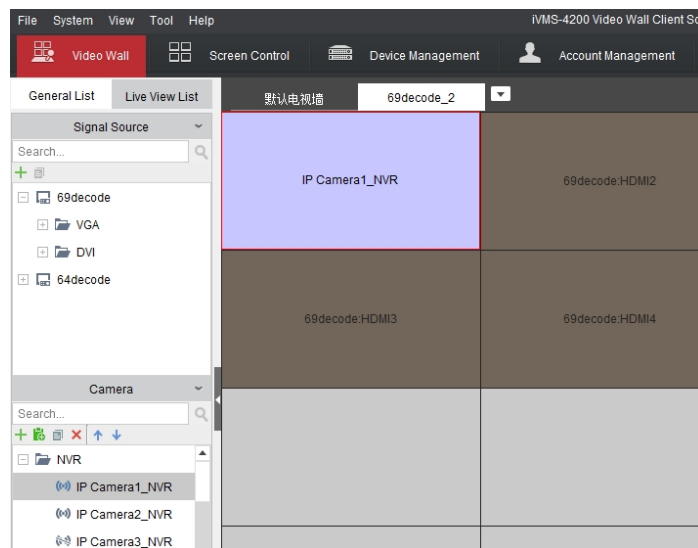 File System View Tool Help iVMS-4200 Video Wall Client So
Video Wall Screen Control Device Management Account Management
General List Live View List 默认电视墙 69decode_2
Signal Source
Search...
69decode
VGA
DVI
64decode
IP Camera1_NVR 69decode:HDMI2
69decode:HDMI3 69decode:HDMI4
Camera
Search...
NVR
IP Camera1_NVR
IP Camera2_NVR
IP Camera3_NVR